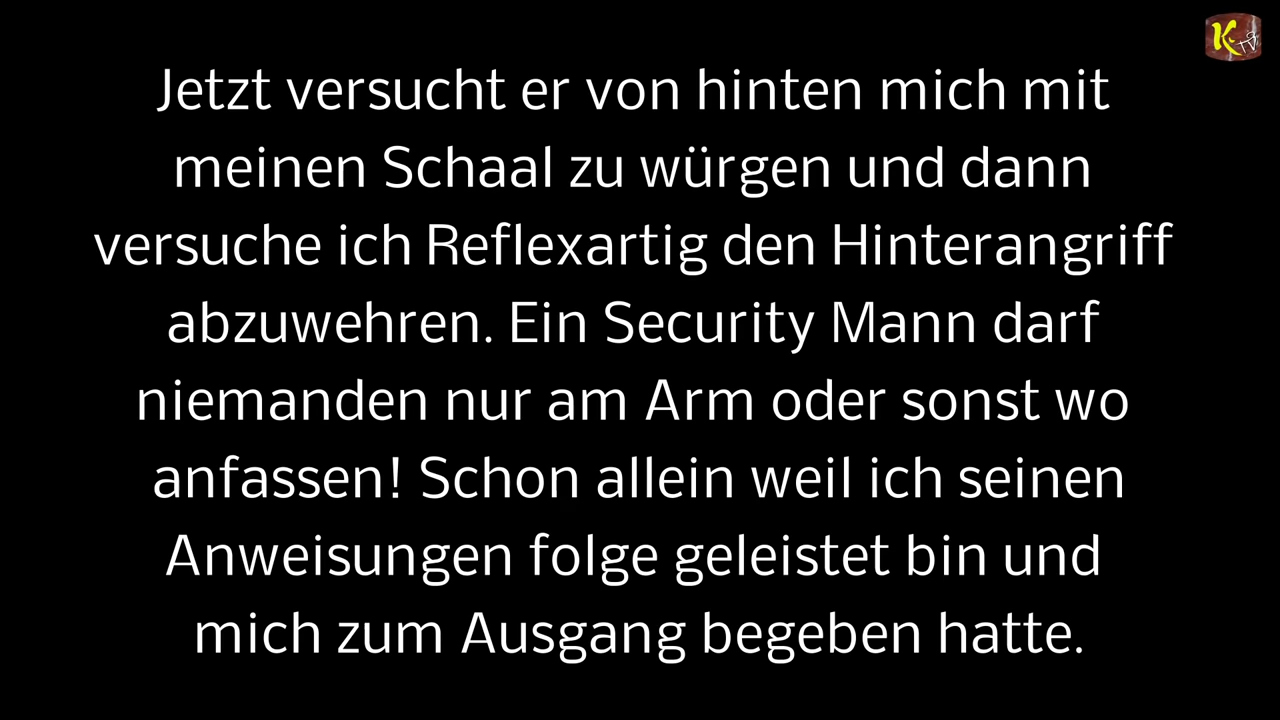 Jetzt versucht er von hinten mich mit
meinen Schaal zu würgen und dann
versuche ich Reflexartig den Hinterangriff
abzuwehren. Ein Security Mann darf
niemanden nur am Arm oder sonst wo
anfassen! Schon allein weil ich seinen
Anweisungen folge geleistet bin und
mich zum Ausgang begeben hatte.